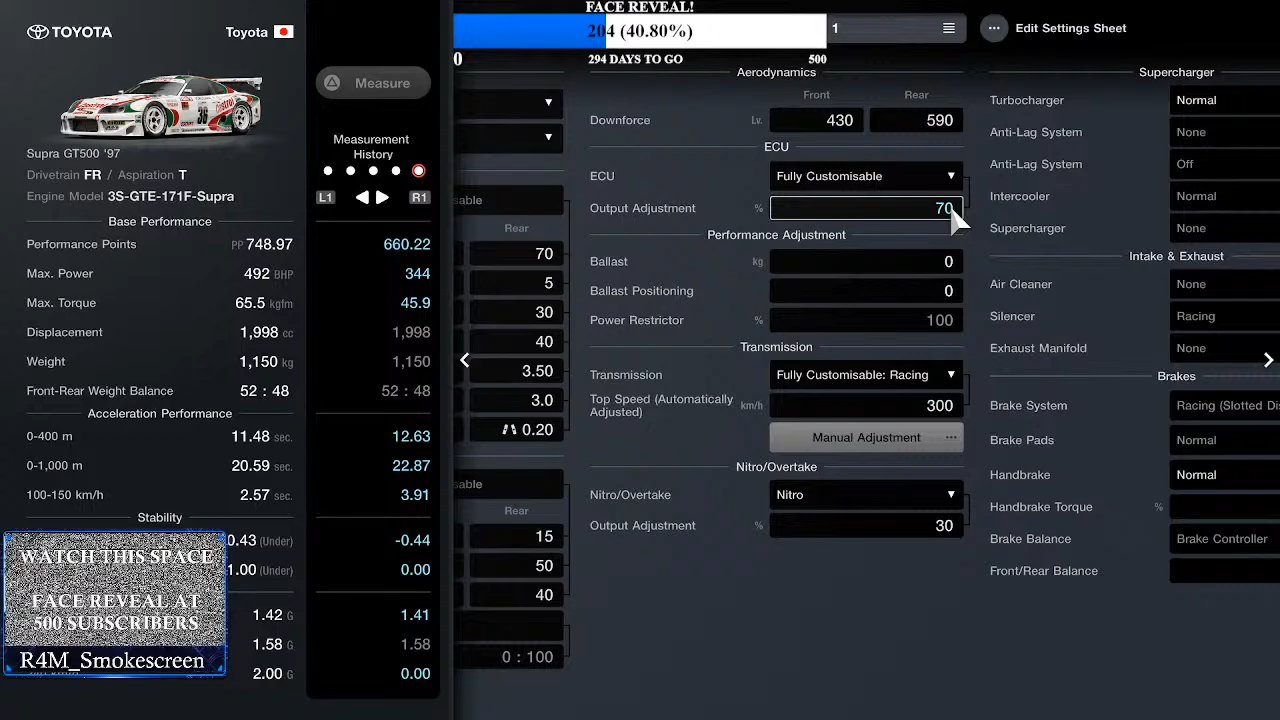 TOYOTA
Toyota
Supra GT500 '97
Drivetrain FR / Aspiration T
Engine Model 3S-GTE-171F-Supra
Base Performance
Performance Points PP 748.97
Max. Power 492 BHP
Max. Torque 65.5 kgfm
Displacement 1,998 cc
Weight 1,150 kg
Front-Rear Weight Balance 52 : 48
Acceleration Performance
0-400 m 11.48 sec.
0-1,000 m 20.59 sec.
100-150 km/h 2.57 sec.
Stability
0.43 (Under)
1.00 (Under)
1.42 G
1.58 G
2.00 G
WATCH THIS SPACE
FACE REVEAL AT
500 SUBSCRIBERS
R4M_Smokescreen
Measure
Measurement
History
L1
R1
660.22
344
45.9
1,998
1,150
52 : 48
12.63
22.87
3.91
-0.44
0.00
1.41
1.58
0.00
FACE REVEAL!
204 (40.80%)
0
294 DAYS TO GO
500
1
Edit Settings Sheet
sable
Rear
70
5
30
40
3.50
3.0
0.20
sable
Rear
15
50
40
0 : 100
Aerodynamics
Front Rear
Downforce Lv. 430 590
ECU
ECU Fully Customisable
Output Adjustment % 70
Performance Adjustment
Ballast kg 0
Ballast Positioning 0
Power Restrictor % 100
Transmission
Transmission Fully Customisable: Racing
Top Speed (Automatically
Adjusted) km/h 300
Manual Adjustment ...
Nitro/Overtake
Nitro/Overtake Nitro
Output Adjustment % 30
Supercharger
Turbocharger Normal
Anti-Lag System None
Anti-Lag System Off
Intercooler Normal
Supercharger None
Intake & Exhaust
Air Cleaner None
Silencer Racing
Exhaust Manifold None
Brakes
Brake System Racing (Slotted Di
Brake Pads Normal
Handbrake Normal
Handbrake Torque %
Brake Balance Brake Controller
Front/Rear Balance